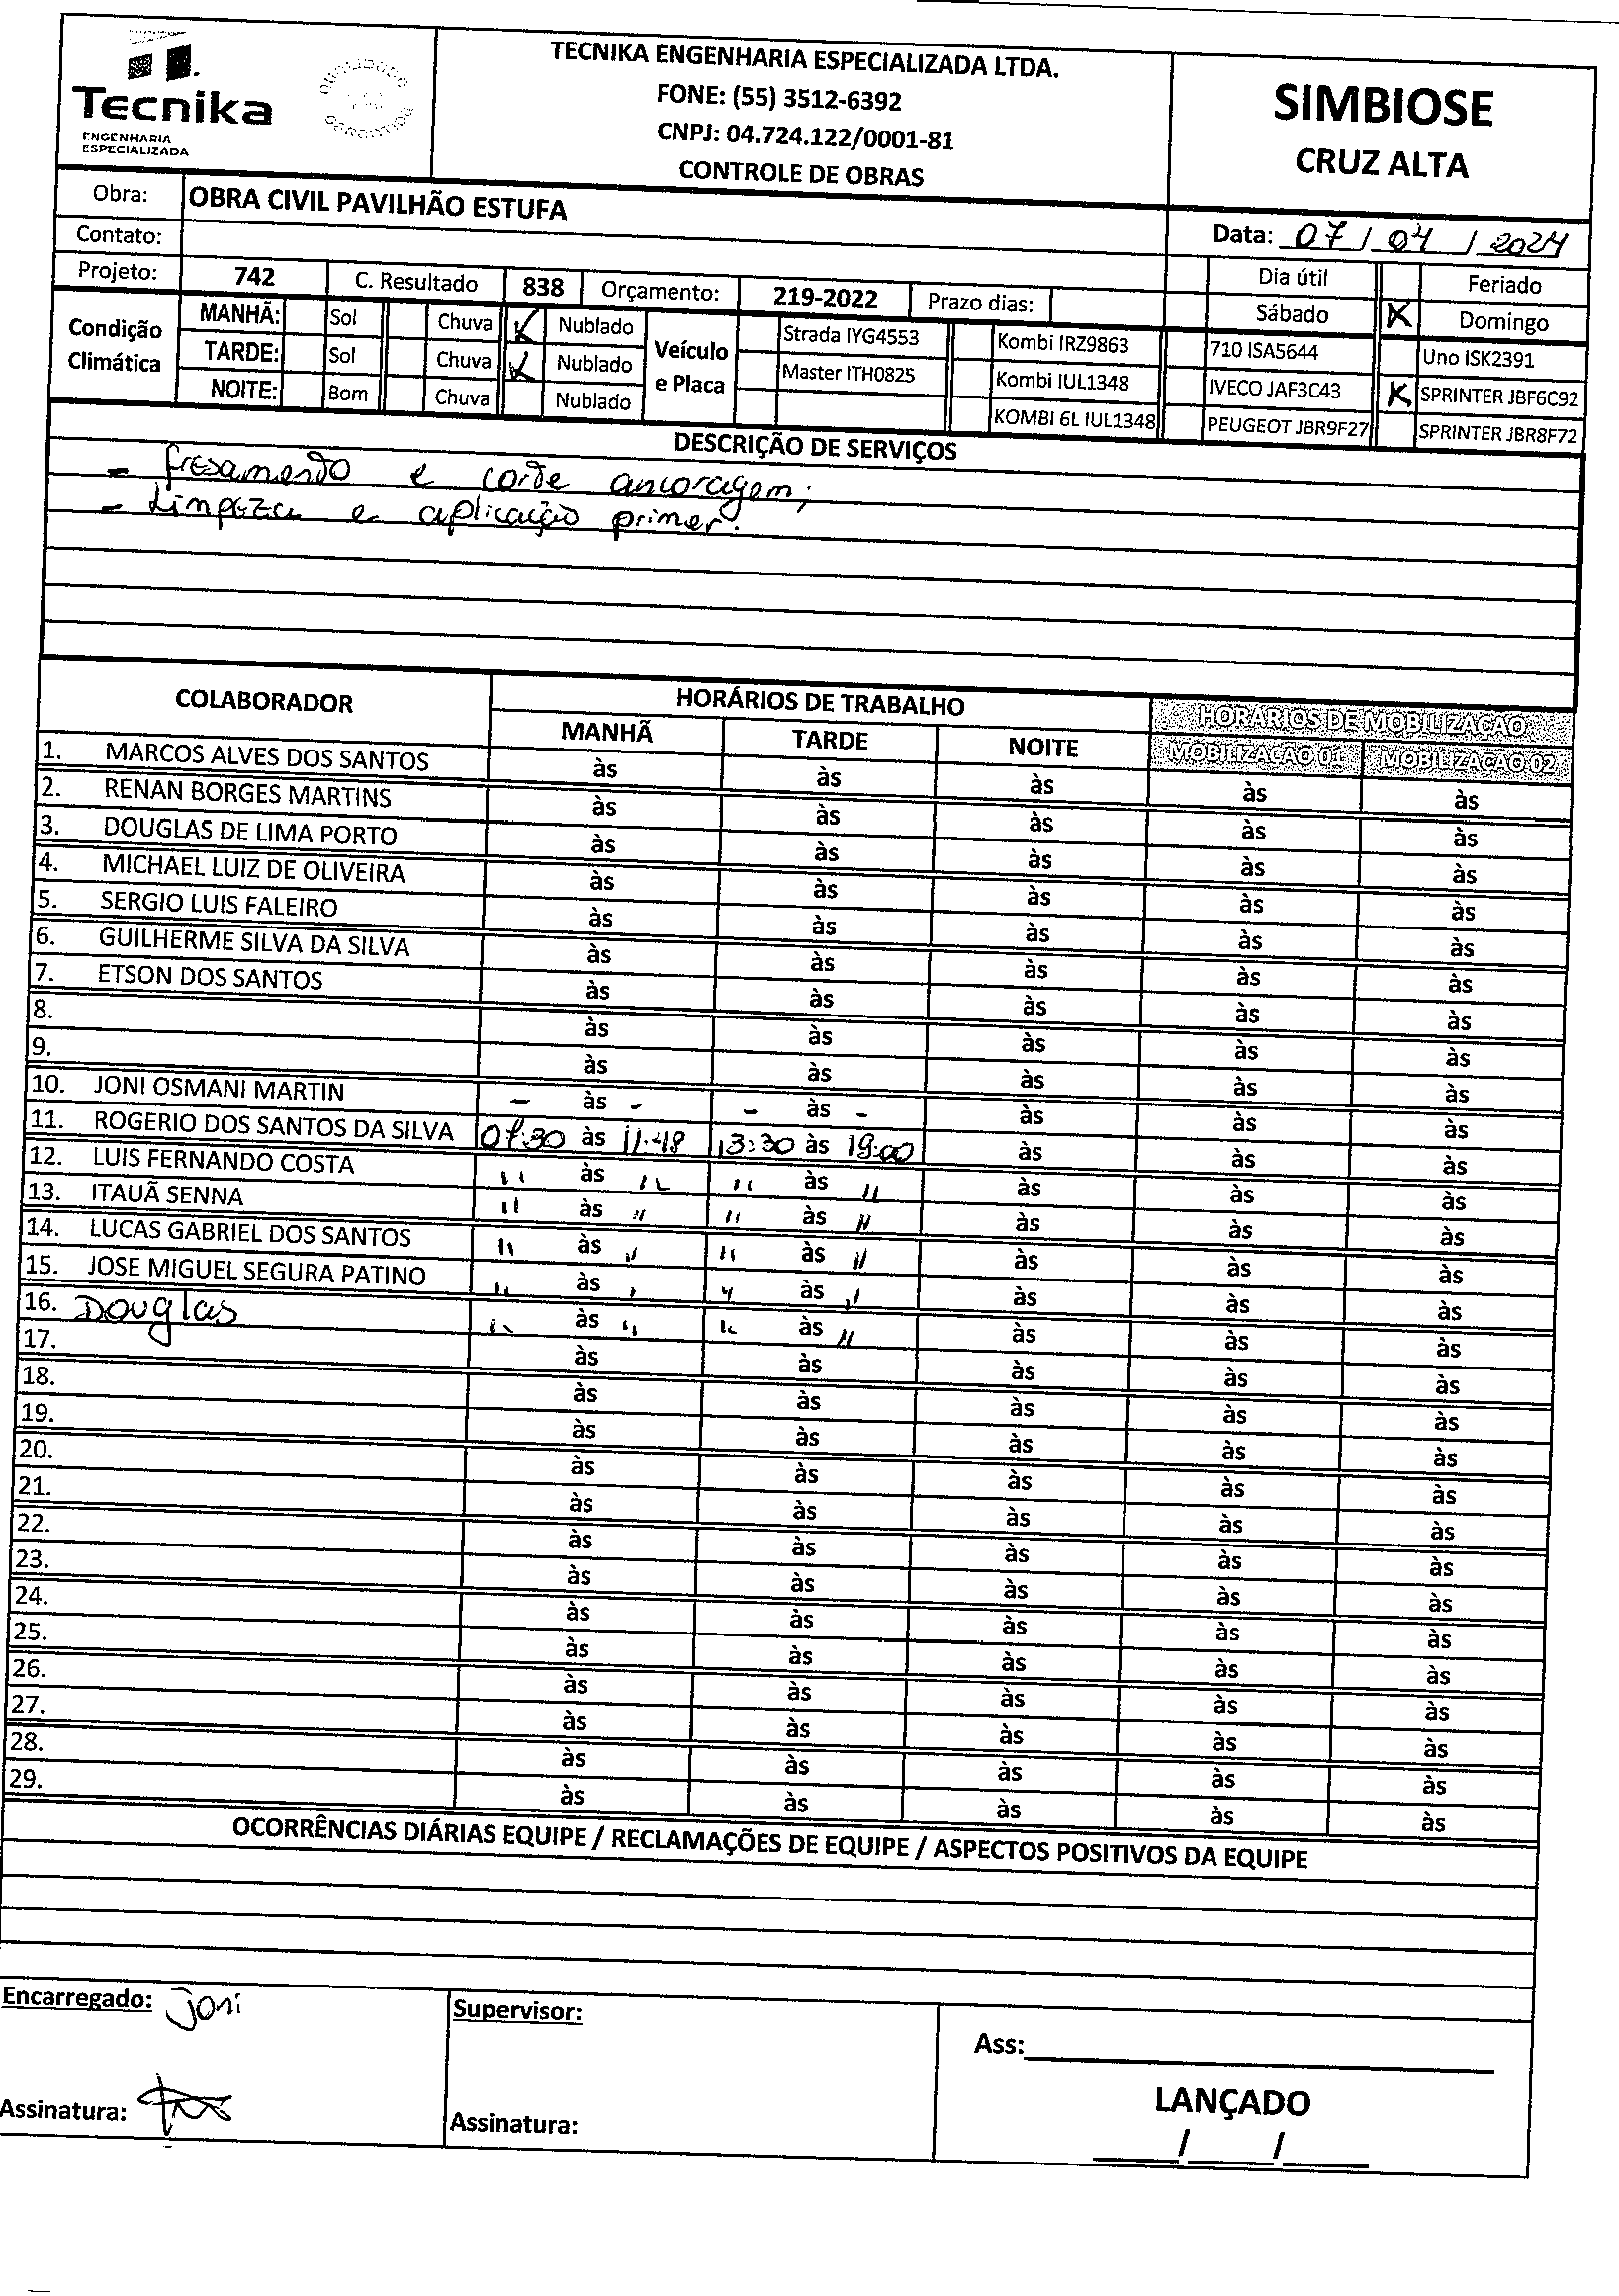 Tecnika
ENGENHARIA
ESPECIALIZADA
TECNIKA ENGENHARIA ESPECIALIZADA LTDA.
FONE: (55) 3512-6392
CNPJ: 04.724.122/0001-81
CONTROLE DE OBRAS
SIMBIOSE
CRUZ ALTA
Obra: OBRA CIVIL PAVILHÃO ESTUFA
Contato:
Data: 07 / 04 / 2024
Projeto: 742 C. Resultado 838 Orçamento: 219-2022 Prazo dias:
Dia útil Feriado
Sábado X Domingo
Condição Climática
MANHÃ: Sol Chuva X Nublado
TARDE: Sol Chuva X Nublado
NOITE: Bom Chuva Nublado
Veículo e Placa
Strada IYG4553 Kombi IRZ9863 710 ISA5644 Uno ISK2391
Master ITH0825 Kombi IUL1348 IVECO JAF3C43 X SPRINTER JBF6C92
KOMBI 6L IUL1348 PEUGEOT JBR9F27 SPRINTER JBR8F72
DESCRIÇÃO DE SERVIÇOS
- fresamendo e corte ancoragem;
- Limpeza e aplicação primer.
COLABORADOR HORÁRIOS DE TRABALHO HORÁRIOS DE MOBILIZAÇÃO
MANHÃ TARDE NOITE MOBILIZAÇÃO 01 MOBILIZAÇÃO 02
1. MARCOS ALVES DOS SANTOS às às às às às
2. RENAN BORGES MARTINS às às às às às
3. DOUGLAS DE LIMA PORTO às às às às às
4. MICHAEL LUIZ DE OLIVEIRA às às às às às
5. SERGIO LUIS FALEIRO às às às às às
6. GUILHERME SILVA DA SILVA às às às às às
7. ETSON DOS SANTOS às às às às às
8. às às às às às
9. às às às às às
10. JONI OSMANI MARTIN - às - - às - às às às
11. ROGERIO DOS SANTOS DA SILVA 07:30 às 11:48 13:30 às 19:00 às às às
12. LUIS FERNANDO COSTA " às " " às " às às às
13. ITAUÃ SENNA " às " " às " às às às
14. LUCAS GABRIEL DOS SANTOS " às " " às " às às às
15. JOSE MIGUEL SEGURA PATINO " às " " às " às às às
16. Douglas " às " " às " às às às
17. às às às às às
18. às às às às às
19. às às às às às
20. às às às às às
21. às às às às às
22. às às às às às
23. às às às às às
24. às às às às às
25. às às às às às
26. às às às às às
27. às às às às às
28. às às às às às
29. às às às às às
OCORRÊNCIAS DIÁRIAS EQUIPE / RECLAMAÇÕES DE EQUIPE / ASPECTOS POSITIVOS DA EQUIPE
Encarregado: Joni
Supervisor:
Ass:
Assinatura:
Assinatura:
LANÇADO
/ /